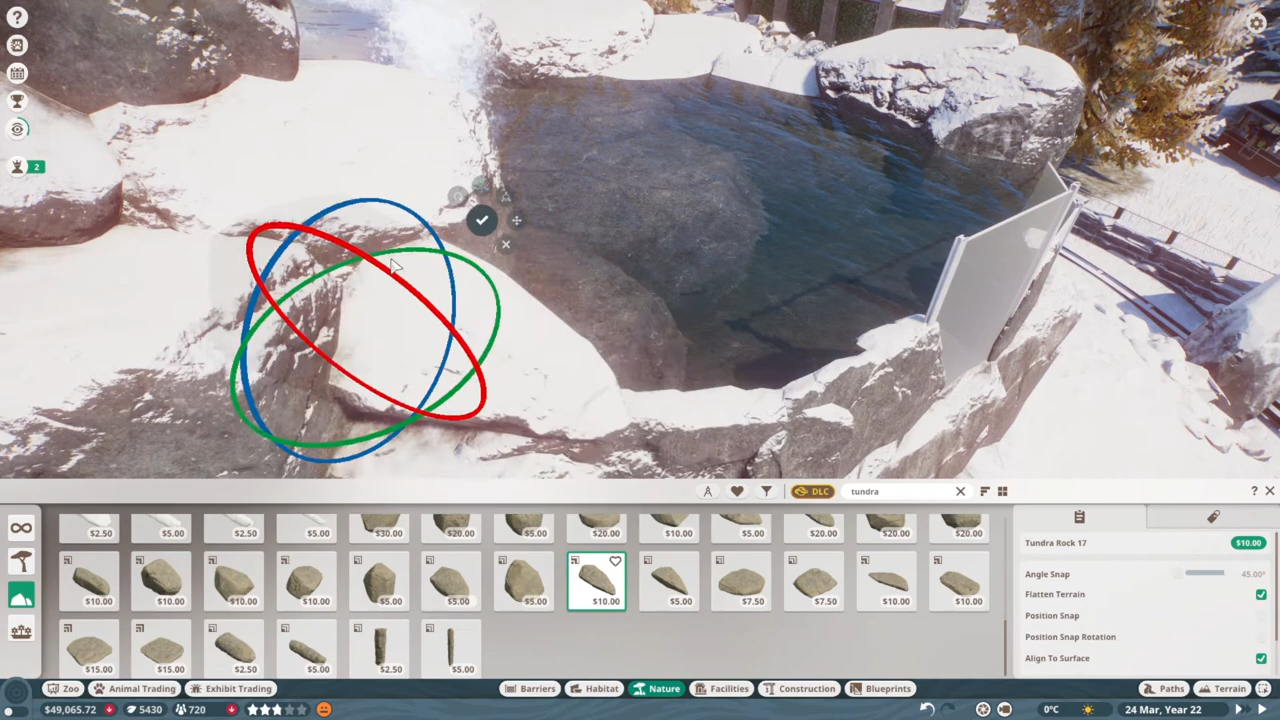 2
DLC
tundra
?
$2.50
$5.00
$2.50
$5.00
$30.00
$20.00
$5.00
$20.00
$10.00
$5.00
$20.00
$20.00
$20.00
$10.00
$10.00
$10.00
$10.00
$5.00
$5.00
$5.00
$10.00
$5.00
$7.50
$7.50
$10.00
$10.00
$15.00
$15.00
$2.50
$5.00
$2.50
$5.00
Tundra Rock 17
$10.00
Angle Snap
45.00°
Flatten Terrain
Position Snap
Position Snap Rotation
Align To Surface
Zoo
Animal Trading
Exhibit Trading
Barriers
Habitat
Nature
Facilities
Construction
Blueprints
Paths
Terrain
$49,065.72
5430
720
0°C
24 Mar, Year 22